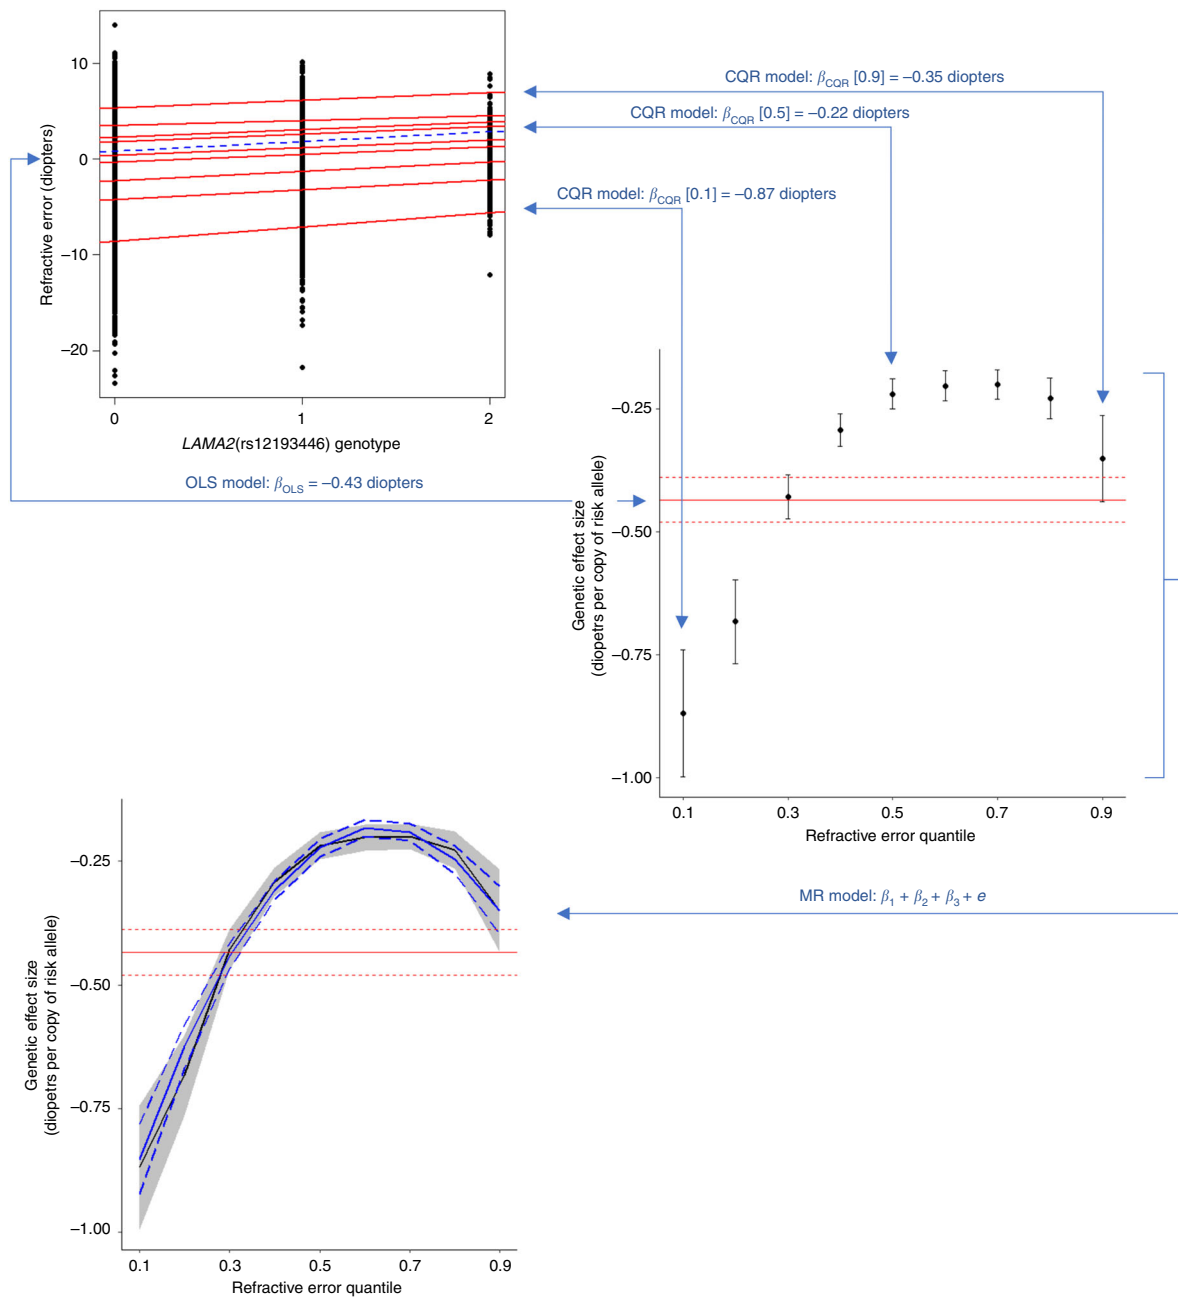 10
0
−10
−20
Refractive error (diopters)
0
1
2
LAMA2(rs12193446) genotype
CQR model: βCQR [0.9] = −0.35 diopters
CQR model: βCQR [0.5] = −0.22 diopters
CQR model: βCQR [0.1] = −0.87 diopters
OLS model: βOLS = −0.43 diopters
−0.25
−0.50
−0.75
−1.00
Genetic effect size
(diopetrs per copy of risk allele)
0.1
0.3
0.5
0.7
0.9
Refractive error quantile
MR model: β1 + β2 + β3 + e
−0.25
−0.50
−0.75
−1.00
Genetic effect size
(diopetrs per copy of risk allele)
0.1
0.3
0.5
0.7
0.9
Refractive error quantile